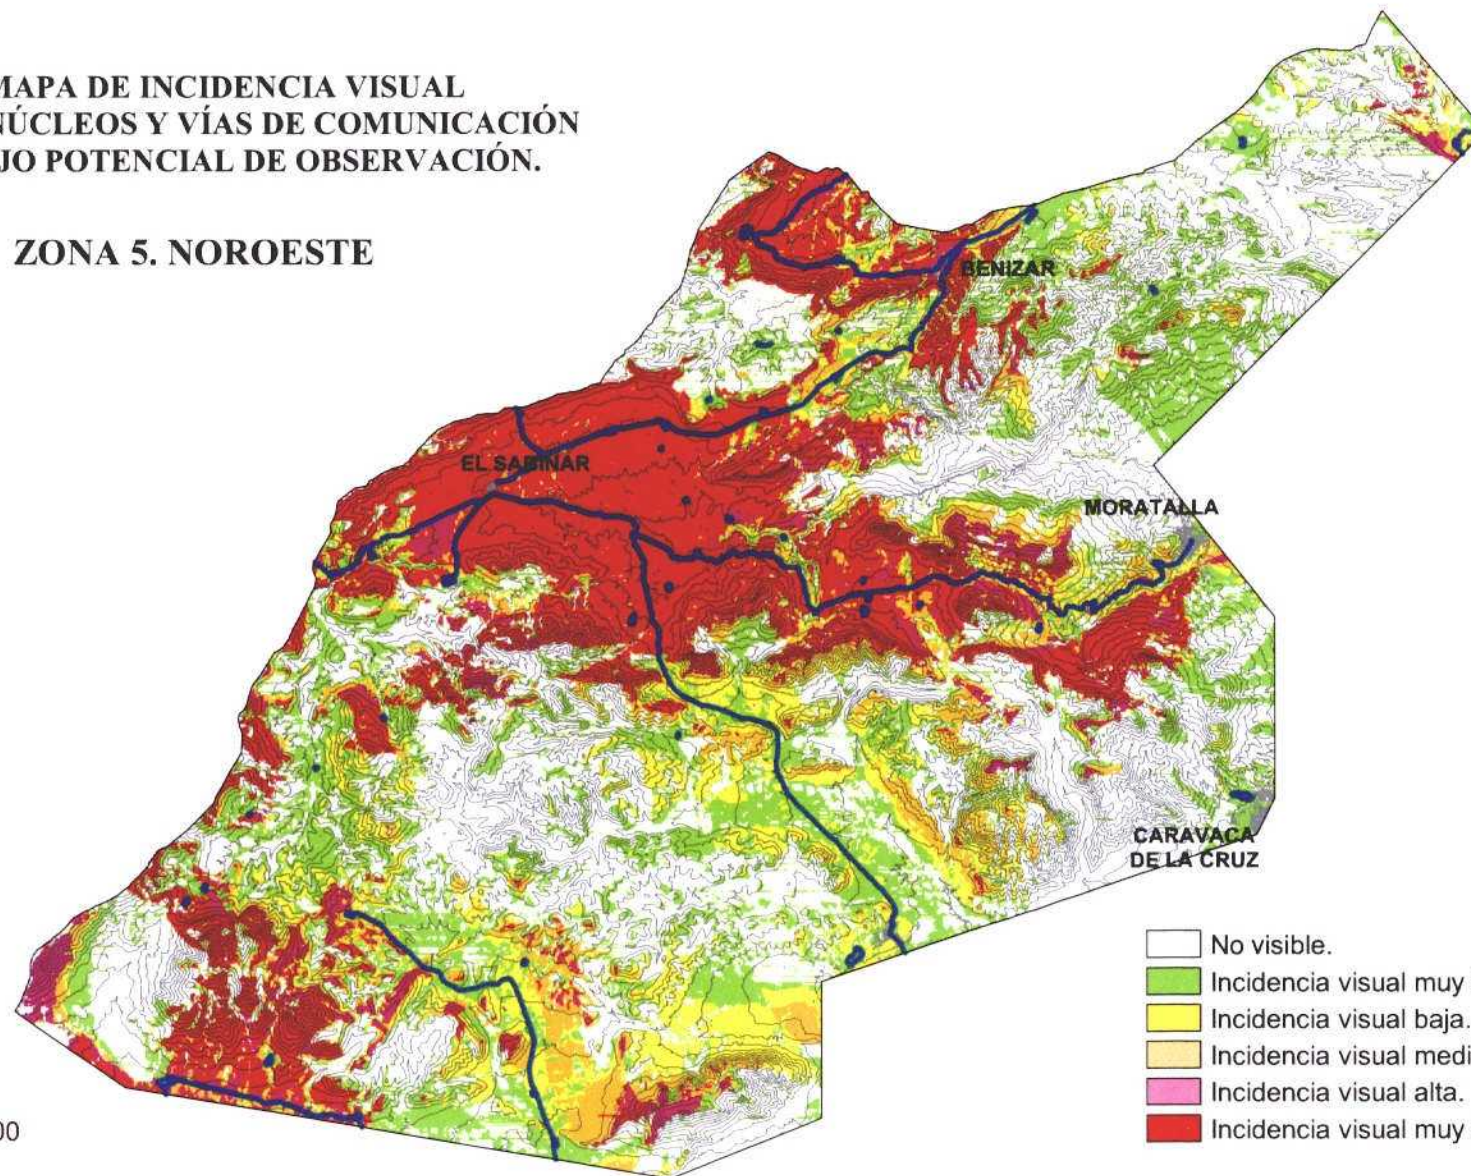 MAPA DE INCIDENCIA VISUAL
NÚCLEOS Y VÍAS DE COMUNICACIÓN
JO POTENCIAL DE OBSERVACIÓN.
ZONA 5. NOROESTE
BENIZAR
EL SABINAR
MORATALLA
CARAVACA
DE LA CRUZ
No visible.
Incidencia visual muy
Incidencia visual baja.
Incidencia visual medi
Incidencia visual alta.
Incidencia visual muy
00